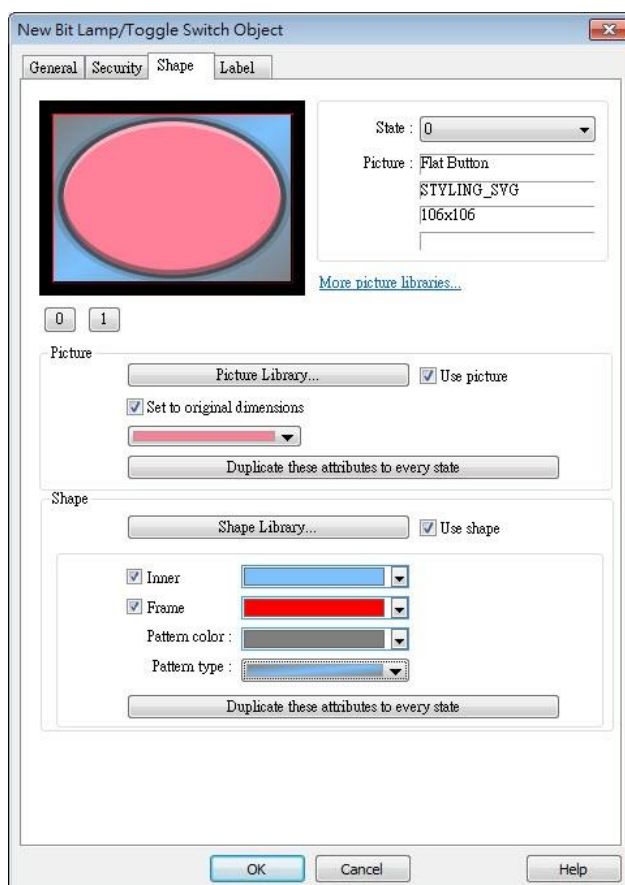 New Bit Lamp/Toggle Switch Object
General Security Shape Label
State : 0
Picture : Flat Button
STYLING_SVG
106x106
More picture libraries...
0 1
Picture
Picture Library... Use picture
Set to original dimensions
Duplicate these attributes to every state
Shape
Shape Library... Use shape
Inner
Frame
Pattern color :
Pattern type :
Duplicate these attributes to every state
OK Cancel Help